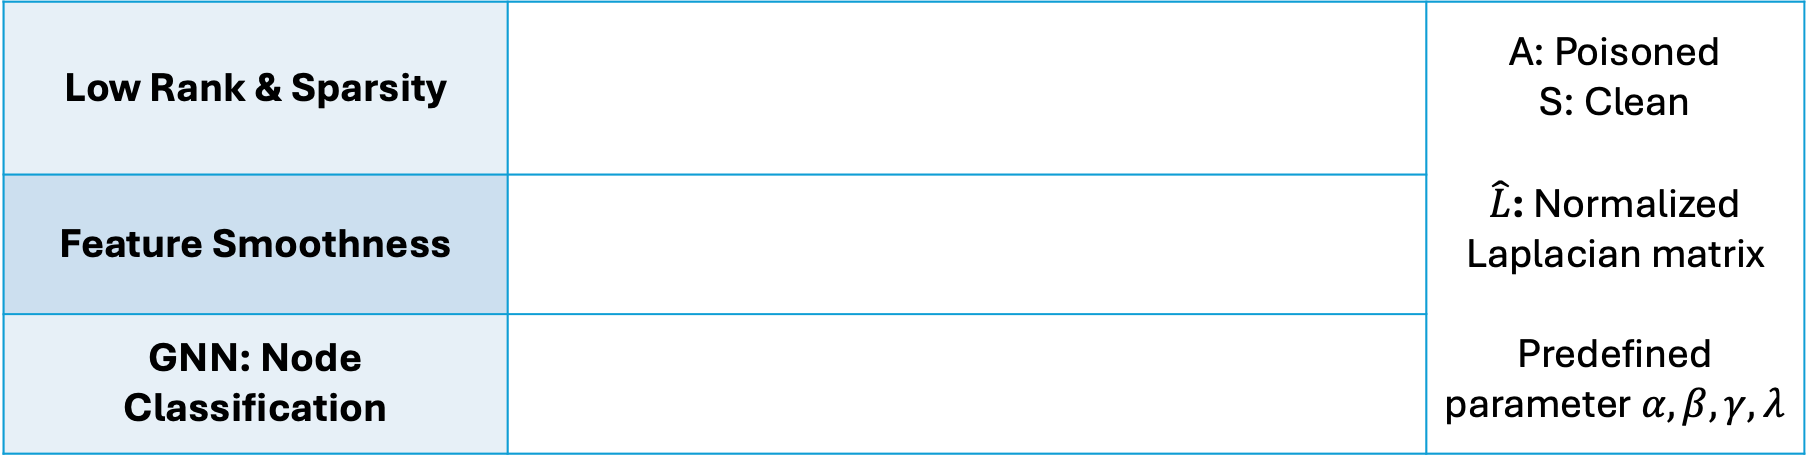 Low Rank & Sparsity
Feature Smoothness
GNN: Node
Classification
A: Poisoned
S: Clean
L̂: Normalized
Laplacian matrix
Predefined
parameter α, β, γ, λ